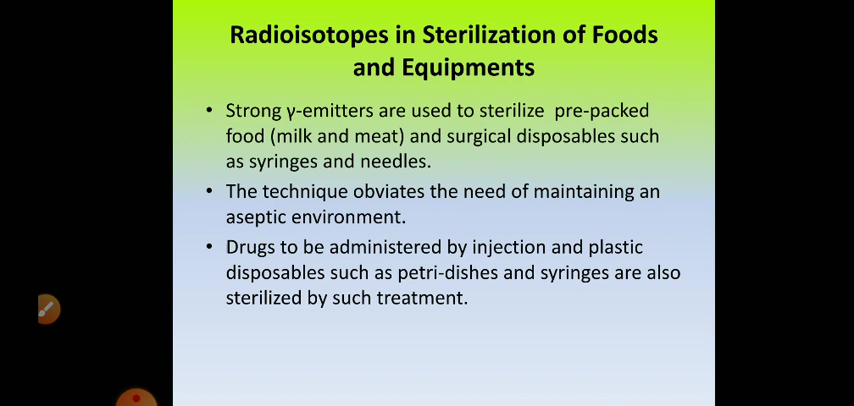 Radioisotopes in Sterilization of Foods
and Equipments
• Strong γ-emitters are used to sterilize pre-packed
food (milk and meat) and surgical disposables such
as syringes and needles.
• The technique obviates the need of maintaining an
aseptic environment.
• Drugs to be administered by injection and plastic
disposables such as petri-dishes and syringes are also
sterilized by such treatment.